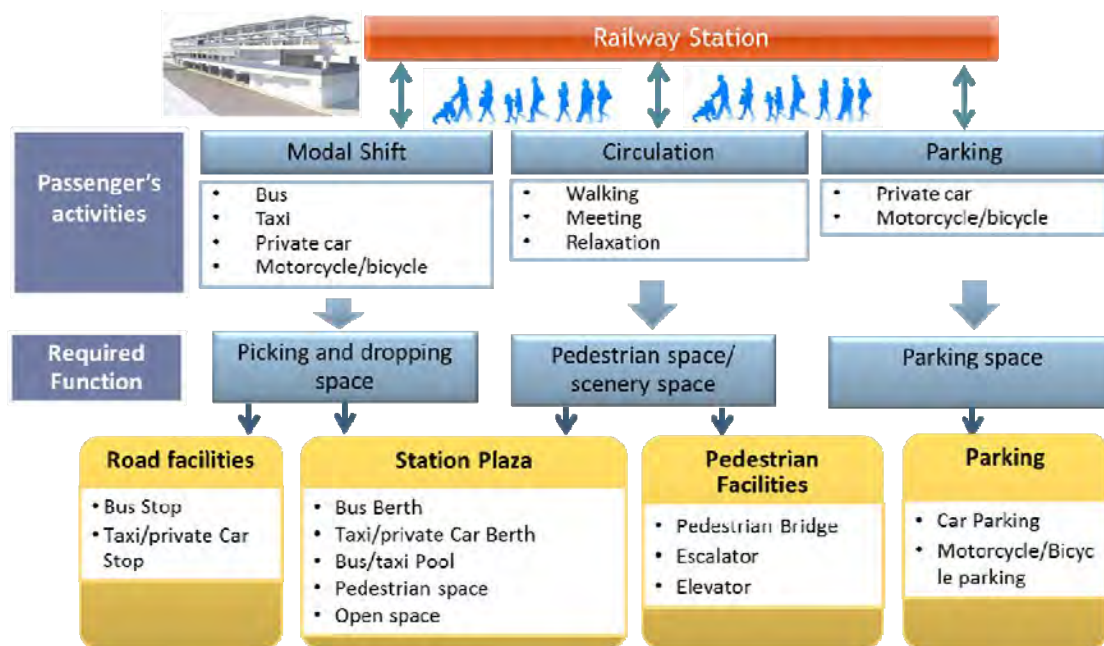 Railway Station
Passenger's
activities
Modal Shift
• Bus
• Taxi
• Private car
• Motorcycle/bicycle
Circulation
• Walking
• Meeting
• Relaxation
Parking
• Private car
• Motorcycle/bicycle
Required
Function
Picking and dropping
space
Pedestrian space/
scenery space
Parking space
Road facilities
• Bus Stop
• Taxi/private Car
Stop
Station Plaza
• Bus Berth
• Taxi/private Car Berth
• Bus/taxi Pool
• Pedestrian space
• Open space
Pedestrian
Facilities
• Pedestrian Bridge
• Escalator
• Elevator
Parking
• Car Parking
• Motorcycle/Bicyc
le parking